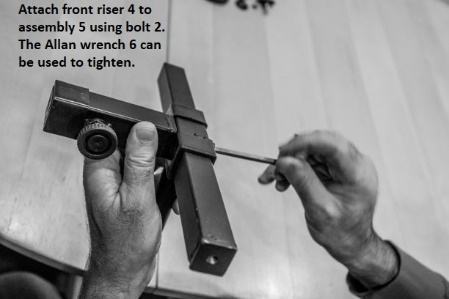 Attach front riser 4 to
assembly 5 using bolt 2.
The Allan wrench 6 can
be used to tighten.